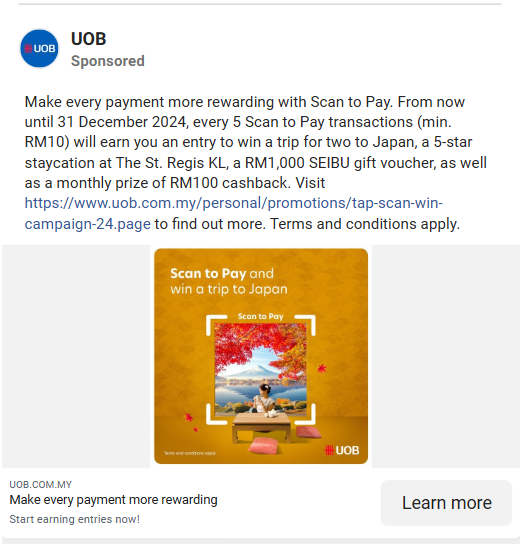 UOB
UOB
Sponsored
Make every payment more rewarding with Scan to Pay. From now
until 31 December 2024, every 5 Scan to Pay transactions (min.
RM10) will earn you an entry to win a trip for two to Japan, a 5-star
staycation at The St. Regis KL, a RM1,000 SEIBU gift voucher, as well
as a monthly prize of RM100 cashback. Visit
https://www.uob.com.my/personal/promotions/tap-scan-win-
campaign-24.page to find out more. Terms and conditions apply.
Scan to Pay and
win a trip to Japan
Scan to Pay
Terms and conditions apply.
UOB
UOB.COM.MY
Make every payment more rewarding
Start earning entries now!
Learn more